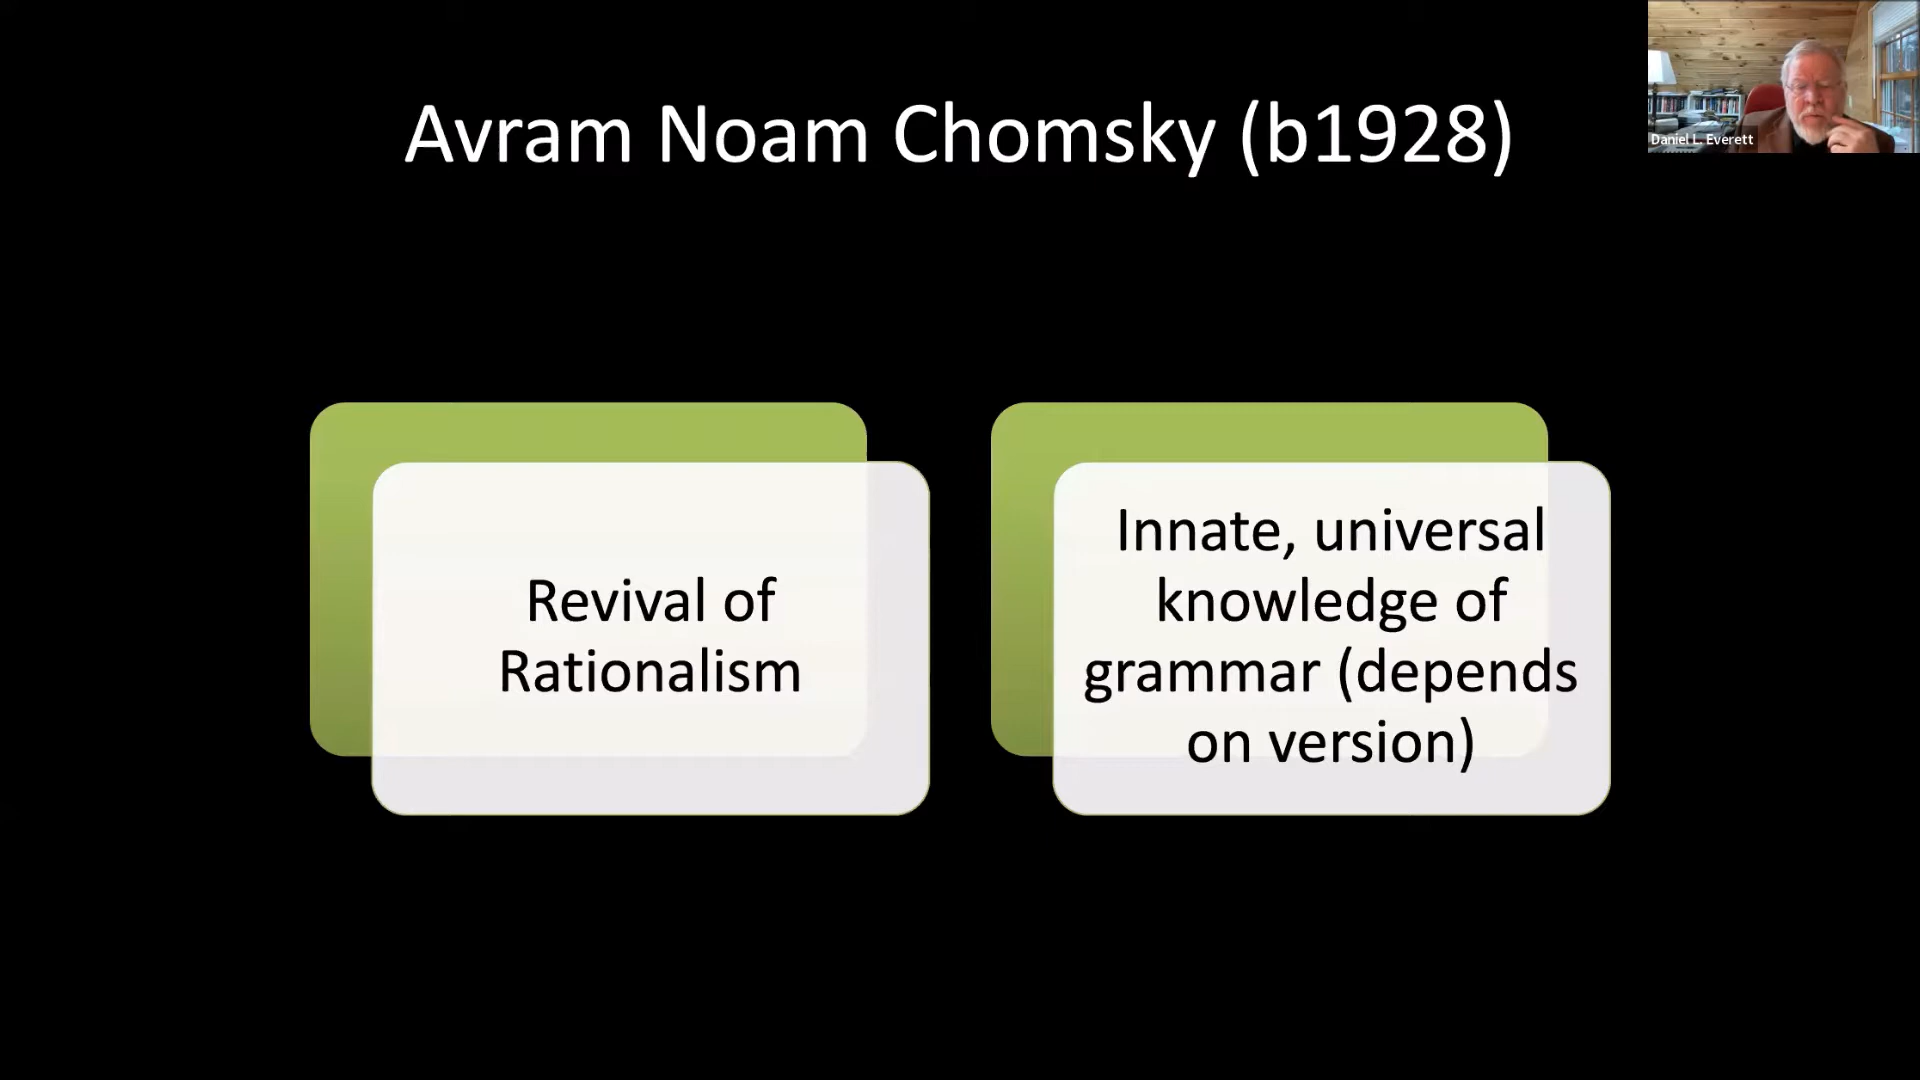 Avram Noam Chomsky (b1928)
Daniel L. Everett
Revival of
Rationalism
Innate, universal
knowledge of
grammar (depends
on version)